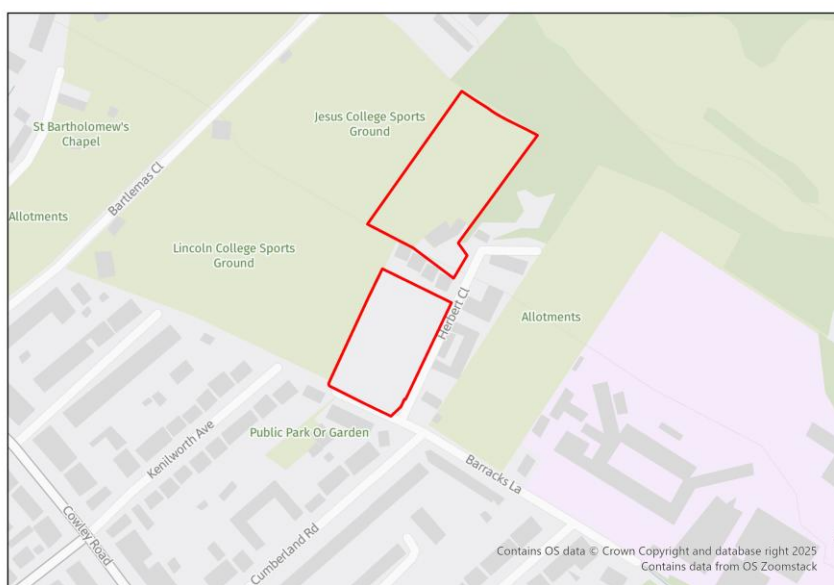 Jesus College Sports
Ground
St Bartholomew's
Chapel
Bartlemas Cl
Allotments
Lincoln College Sports
Ground
Herbert Cl
Allotments
Public Park Or Garden
Kenilworth Ave
Barracks La
Cowley Road
Cumberland Rd
Contains OS data © Crown Copyright and database right 2025
Contains data from OS Zoomstack